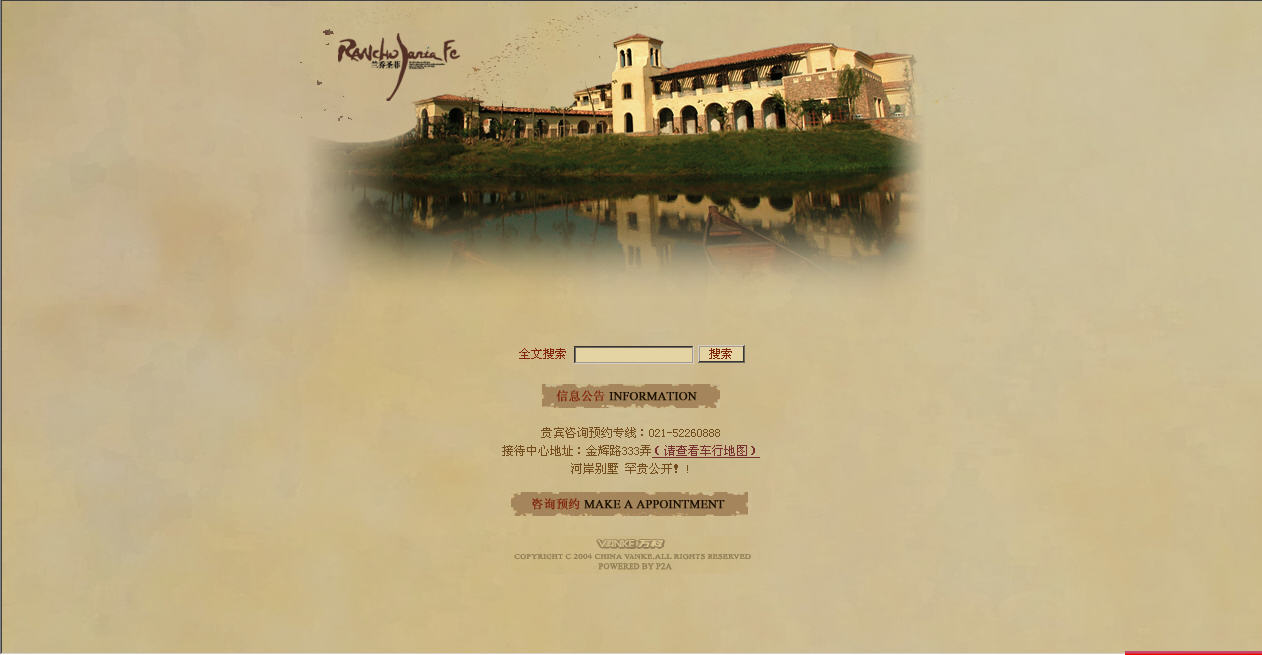 RANCHO Santa Fe
兰乔圣菲
全文搜索 搜索
信息公告 INFORMATION
贵宾咨询预约专线：021-52260888
接待中心地址：金辉路333弄（请查看车行地图）
河岸别墅 罕贵公开！！
咨询预约 MAKE A APPOINTMENT
VANKE 万科
COPYRIGHT C 2004 CHINA VANKE.ALL RIGHTS RESERVED
POWERED BY P2A